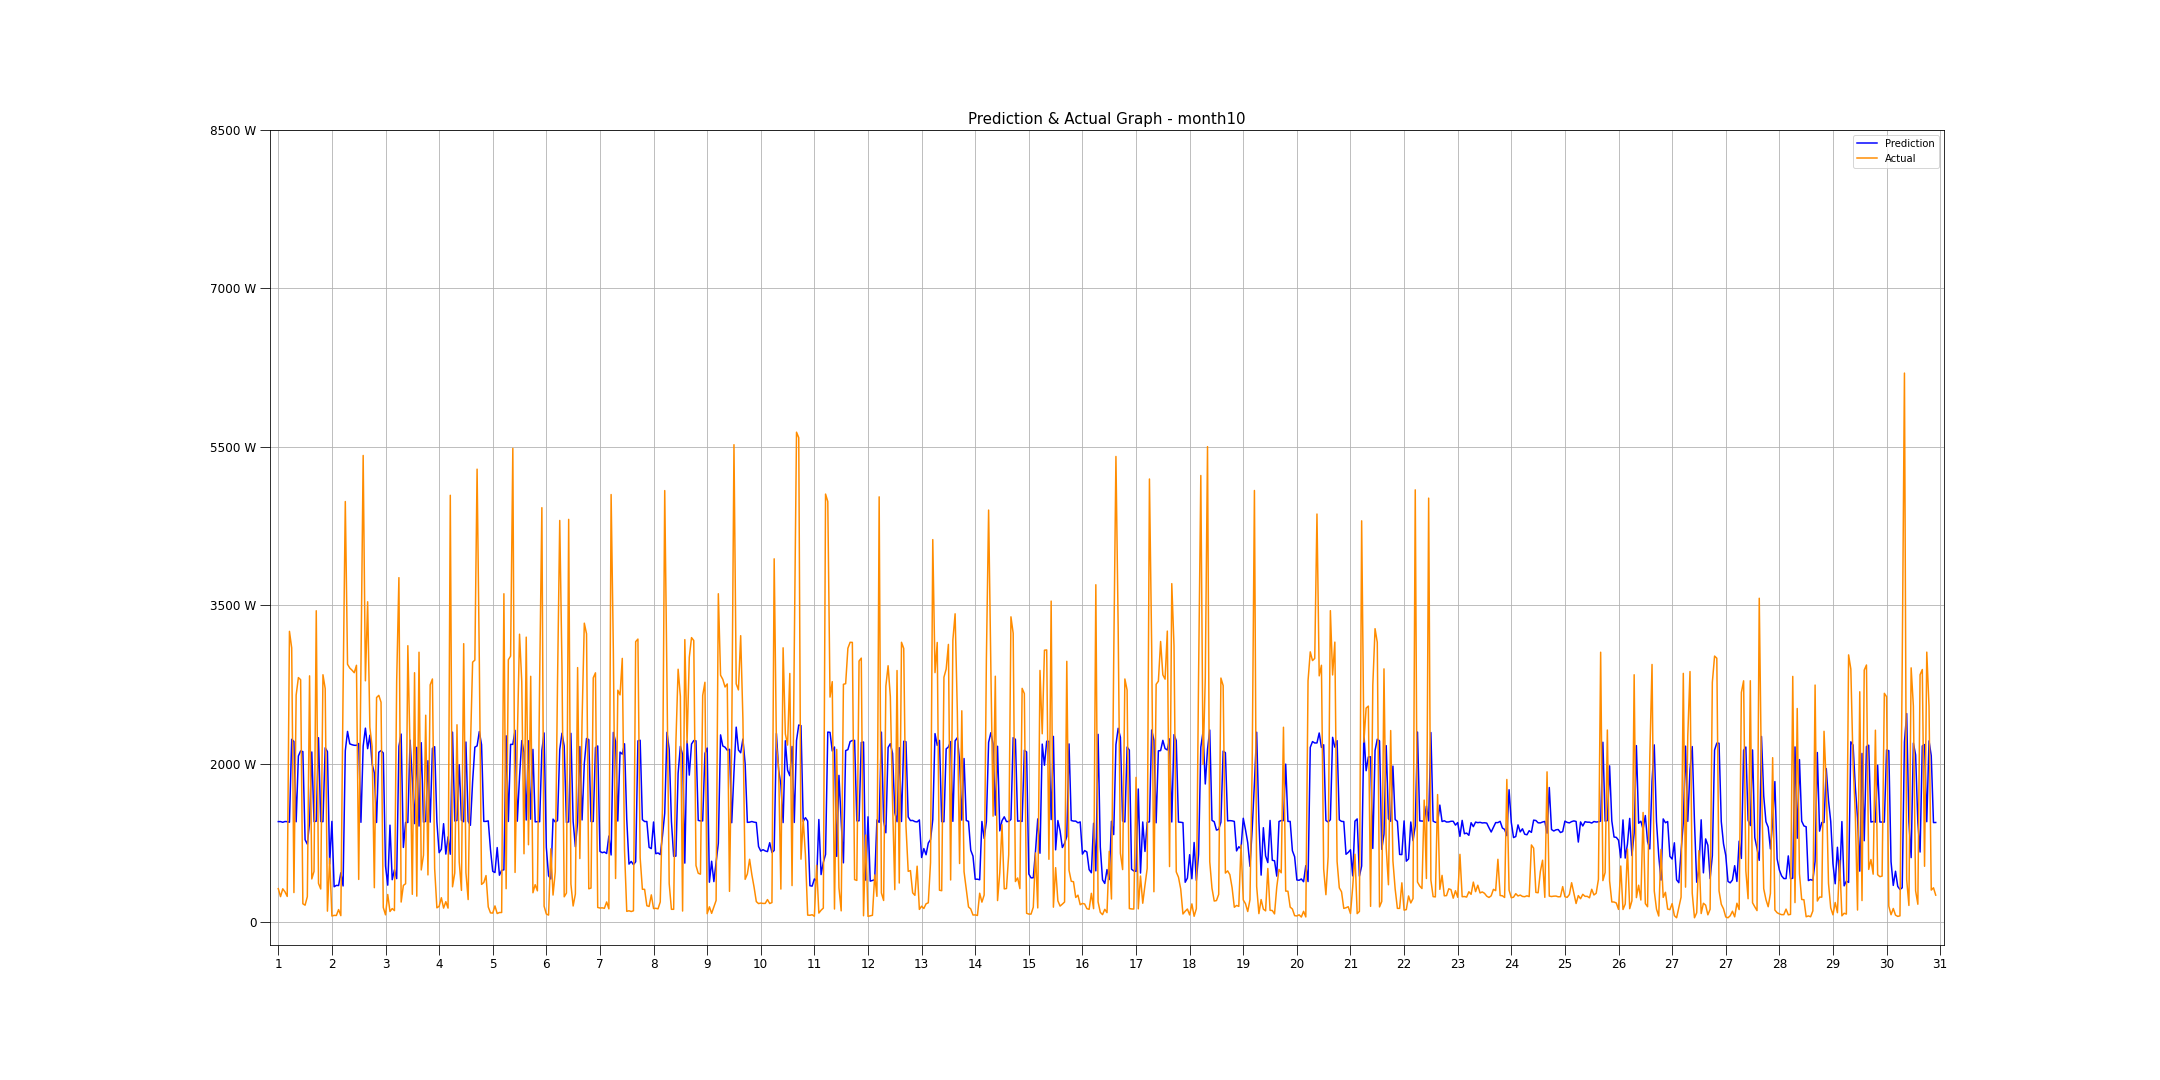 Prediction & Actual Graph - month10
8500 W
Prediction
Actual
7000 W
5500 W
3500 W
2000 W
0
1 2 3 4 5 6 7 8 9 10 11 12 13 14 15 16 17 18 19 20 21 22 23 24 25 26 27 27 28 29 30 31